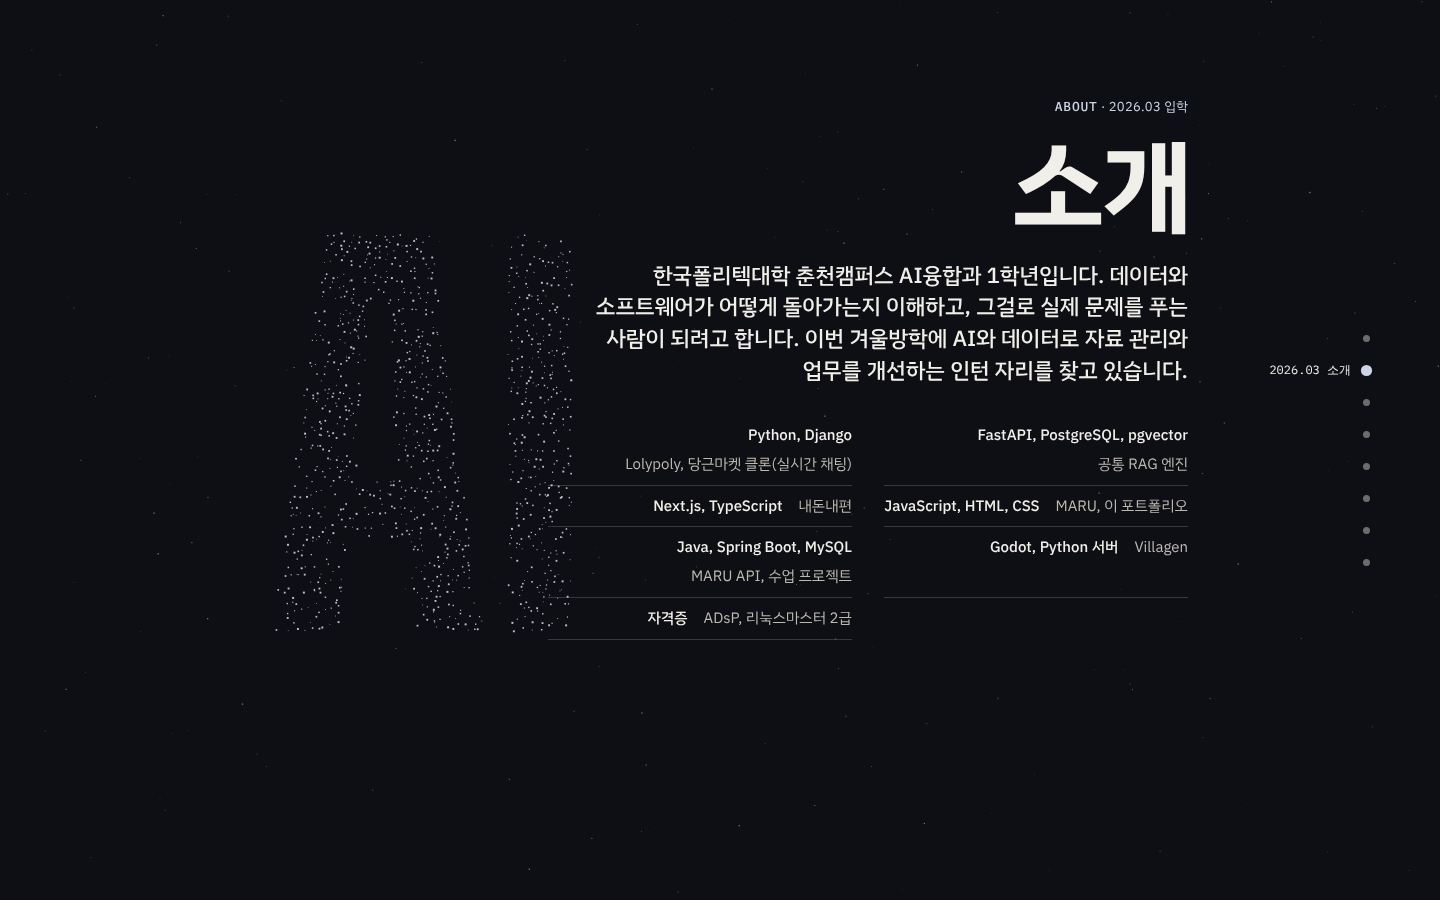 ABOUT · 2026.03 입학
소개
한국폴리텍대학 춘천캠퍼스 AI융합과 1학년입니다. 데이터와
소프트웨어가 어떻게 돌아가는지 이해하고, 그걸로 실제 문제를 푸는
사람이 되려고 합니다. 이번 겨울방학에 AI와 데이터로 자료 관리와
업무를 개선하는 인턴 자리를 찾고 있습니다.
AI
Python, Django
Lolypoly, 당근마켓 클론(실시간 채팅)
FastAPI, PostgreSQL, pgvector
공통 RAG 엔진
Next.js, TypeScript 내돈내편
JavaScript, HTML, CSS MARU, 이 포트폴리오
Java, Spring Boot, MySQL
MARU API, 수업 프로젝트
Godot, Python 서버 Villagen
자격증 ADsP, 리눅스마스터 2급
2026.03 소개